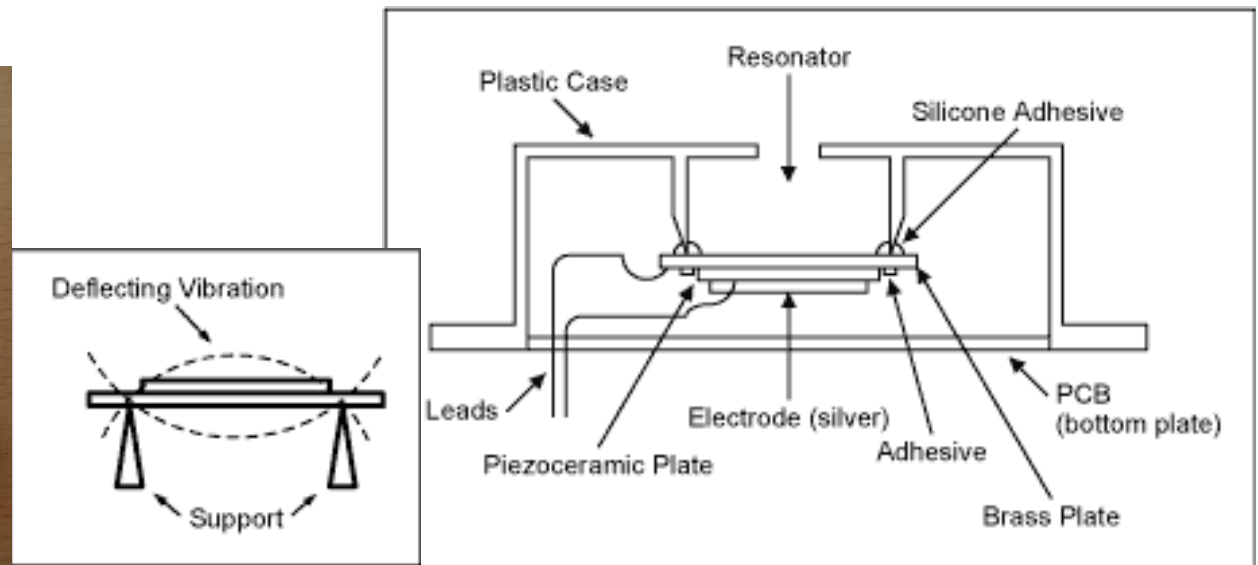 Resonator
Plastic Case
Silicone Adhesive
Deflecting Vibration
Leads
Electrode (silver)
PCB
(bottom plate)
Piezoceramic Plate
Adhesive
Support
Brass Plate